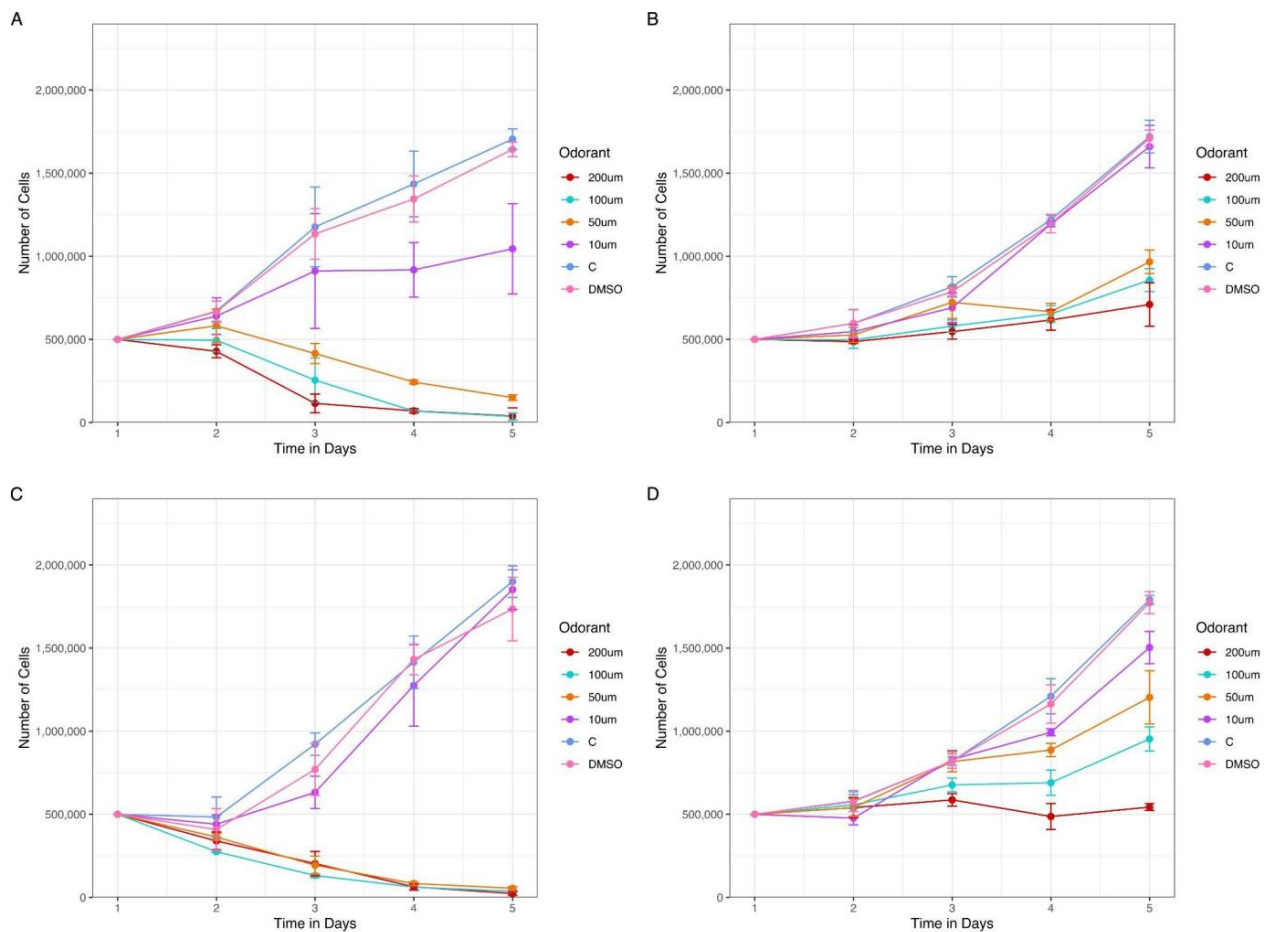 A
Number of Cells
2,000,000
1,500,000
1,000,000
500,000
0
1 2 3 4 5
Time in Days
Odorant
200um
100um
50um
10um
C
DMSO
B
Number of Cells
2,000,000
1,500,000
1,000,000
500,000
0
1 2 3 4 5
Time in Days
Odorant
200um
100um
50um
10um
C
DMSO
C
Number of Cells
2,000,000
1,500,000
1,000,000
500,000
0
1 2 3 4 5
Time in Days
Odorant
200um
100um
50um
10um
C
DMSO
D
Number of Cells
2,000,000
1,500,000
1,000,000
500,000
0
1 2 3 4 5
Time in Days
Odorant
200um
100um
50um
10um
C
DMSO